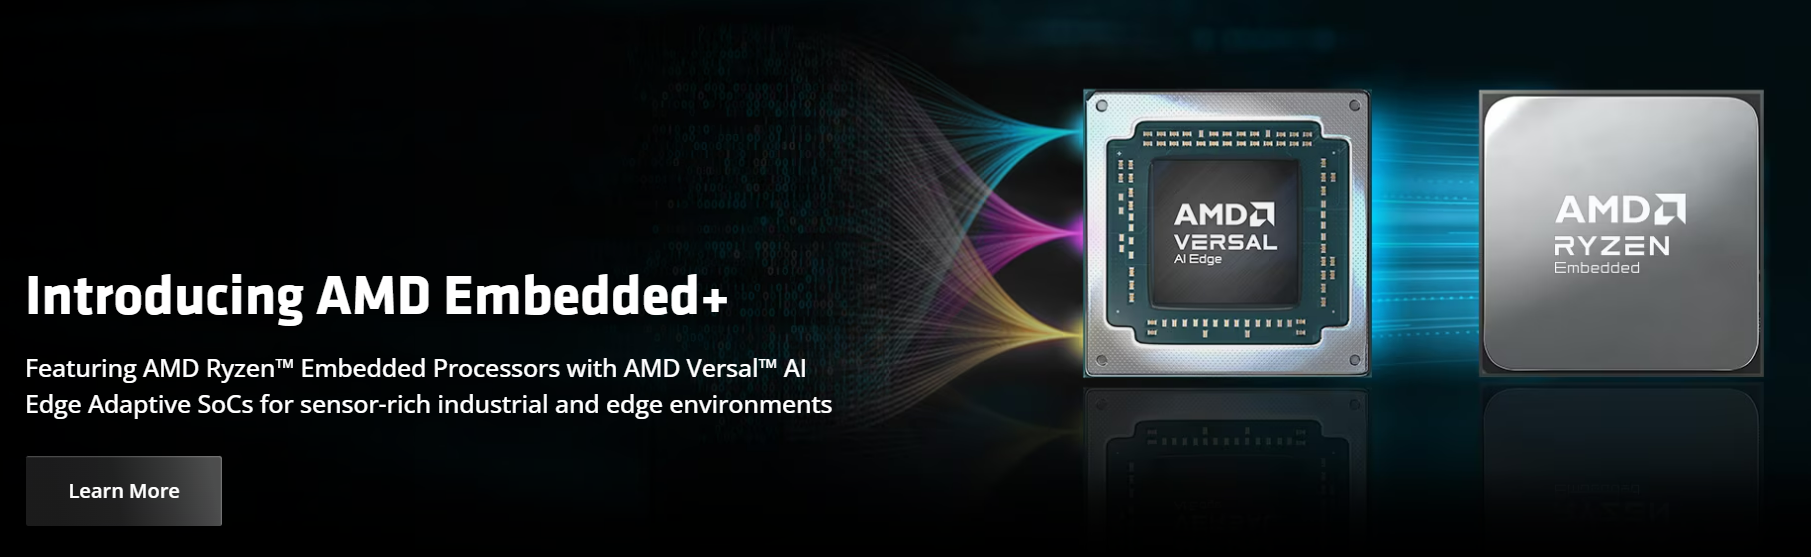 Introducing AMD Embedded+
Featuring AMD Ryzen™ Embedded Processors with AMD Versal™ AI
Edge Adaptive SoCs for sensor-rich industrial and edge environments
Learn More
AMD
VERSAL
AI Edge
AMD
RYZEN
Embedded